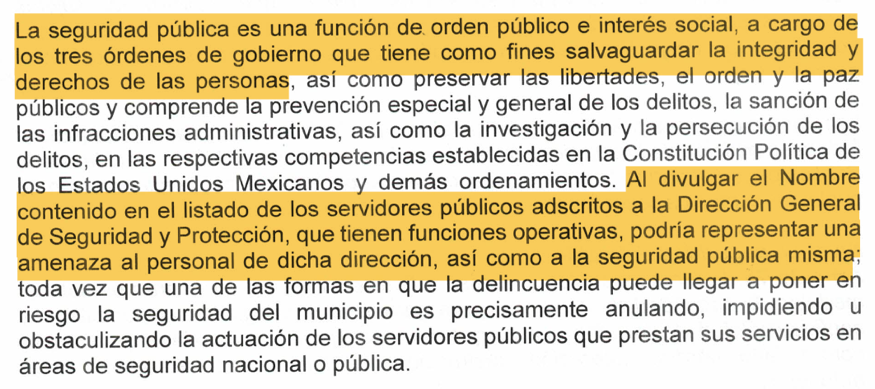 La seguridad pública es una función de orden público e interés social, a cargo de
los tres órdenes de gobierno que tiene como fines salvaguardar la integridad y
derechos de las personas, así como preservar las libertades, el orden y la paz
públicos y comprende la prevención especial y general de los delitos, la sanción de
las infracciones administrativas, así como la investigación y la persecución de los
delitos, en las respectivas competencias establecidas en la Constitución Política de
los Estados Unidos Mexicanos y demás ordenamientos. Al divulgar el Nombre
contenido en el listado de los servidores públicos adscritos a la Dirección General
de Seguridad y Protección, que tienen funciones operativas, podría representar una
amenaza al personal de dicha dirección, así como a la seguridad pública misma;
toda vez que una de las formas en que la delincuencia puede llegar a poner en
riesgo la seguridad del municipio es precisamente anulando, impidiendo u
obstaculizando la actuación de los servidores públicos que prestan sus servicios en
áreas de seguridad nacional o pública.